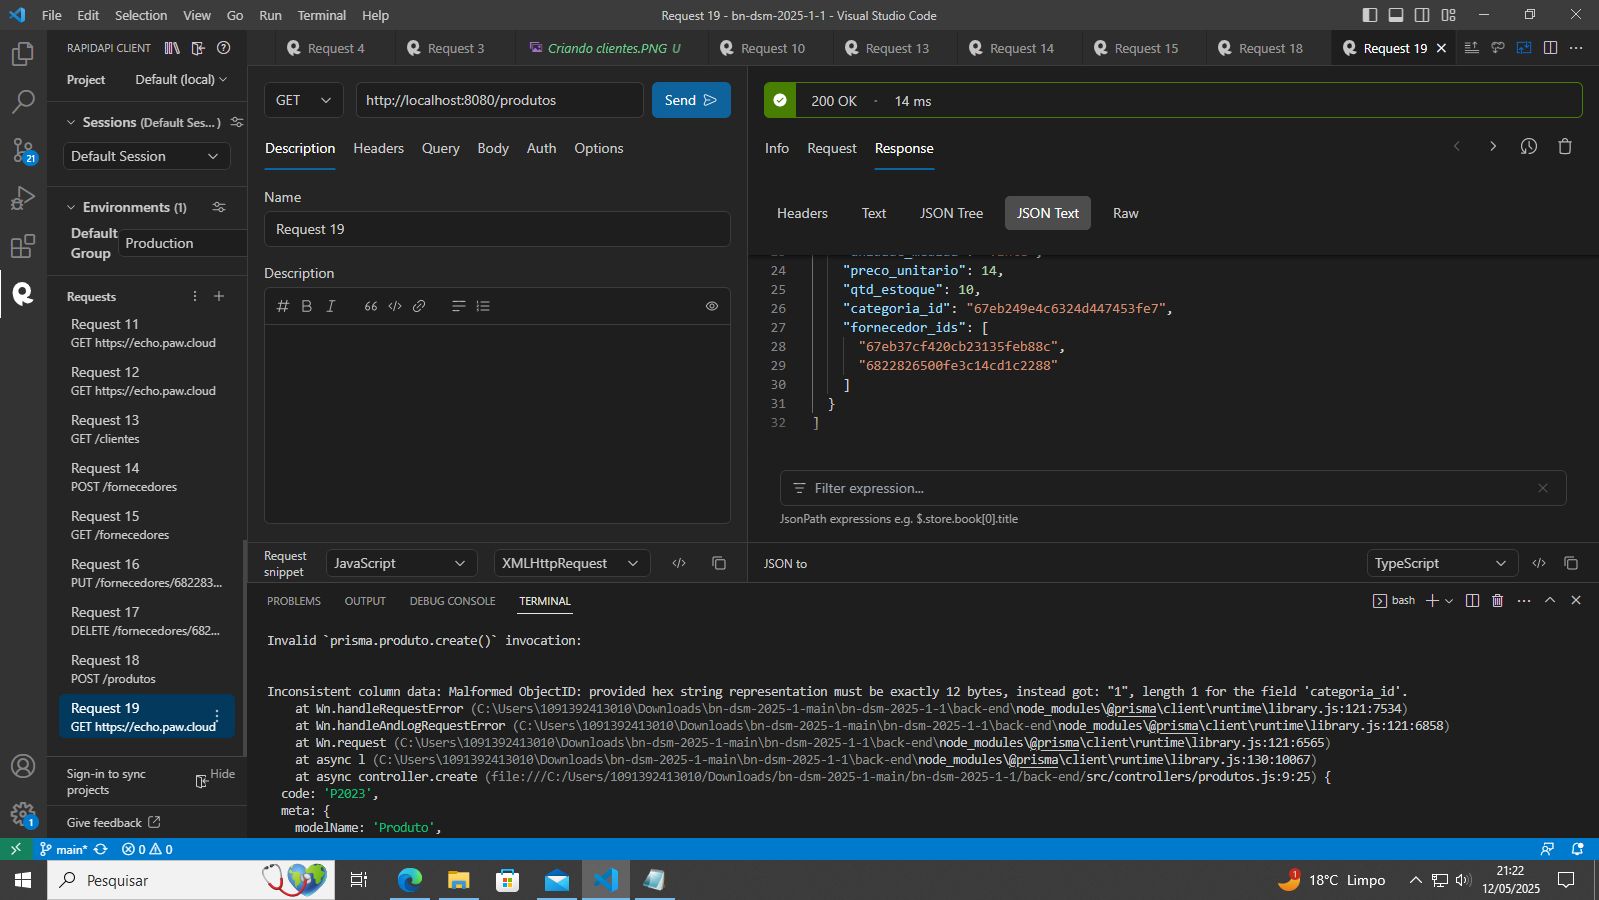 File Edit Selection View Go Run Terminal Help
Request 19 - bn-dsm-2025-1-1 - Visual Studio Code
RAPIDAPI CLIENT
Request 4
Request 3
Criando clientes.PNG U
Request 10
Request 13
Request 14
Request 15
Request 18
Request 19
Project Default (local)
Sessions (Default Ses... )
Default Session
Environments (1)
Default Group
Production
Requests
Request 11
GET https://echo.paw.cloud
Request 12
GET https://echo.paw.cloud
Request 13
GET /clientes
Request 14
POST /fornecedores
Request 15
GET /fornecedores
Request 16
PUT /fornecedores/682283...
Request 17
DELETE /fornecedores/682...
Request 18
POST /produtos
Request 19
GET https://echo.paw.cloud
Sign-in to sync projects
Hide
Give feedback
21
1
GET
http://localhost:8080/produtos
Send
Description Headers Query Body Auth Options
Name
Request 19
Description
Request snippet
JavaScript
XMLHttpRequest
200 OK · 14 ms
Info Request Response
Headers Text JSON Tree JSON Text Raw
24 "preco_unitario": 14,
25 "qtd_estoque": 10,
26 "categoria_id": "67eb249e4c6324d447453fe7",
27 "fornecedor_ids": [
28 "67eb37cf420cb23135feb88c",
29 "6822826500fe3c14cd1c2288"
30 ]
31 }
32 ]
Filter expression...
JsonPath expressions e.g. $.store.book[0].title
JSON to
TypeScript
PROBLEMS OUTPUT DEBUG CONSOLE TERMINAL
bash
Invalid `prisma.produto.create()` invocation:
Inconsistent column data: Malformed ObjectID: provided hex string representation must be exactly 12 bytes, instead got: "1", length 1 for the field 'categoria_id'.
at Wn.handleRequestError (C:\Users\1091392413010\Downloads\bn-dsm-2025-1-main\bn-dsm-2025-1-1\back-end\node_modules\@prisma\client\runtime\library.js:121:7534)
at Wn.handleAndLogRequestError (C:\Users\1091392413010\Downloads\bn-dsm-2025-1-main\bn-dsm-2025-1-1\back-end\node_modules\@prisma\client\runtime\library.js:121:6858)
at Wn.request (C:\Users\1091392413010\Downloads\bn-dsm-2025-1-main\bn-dsm-2025-1-1\back-end\node_modules\@prisma\client\runtime\library.js:121:6565)
at async l (C:\Users\1091392413010\Downloads\bn-dsm-2025-1-main\bn-dsm-2025-1-1\back-end\node_modules\@prisma\client\runtime\library.js:130:10067)
at async controller.create (file:///C:/Users/1091392413010/Downloads/bn-dsm-2025-1-main/bn-dsm-2025-1-1/back-end/src/controllers/produtos.js:9:25) {
code: 'P2023',
meta: {
modelName: 'Produto',
main* 0 0
Pesquisar
1
18°C Limpo
21:22
12/05/2025